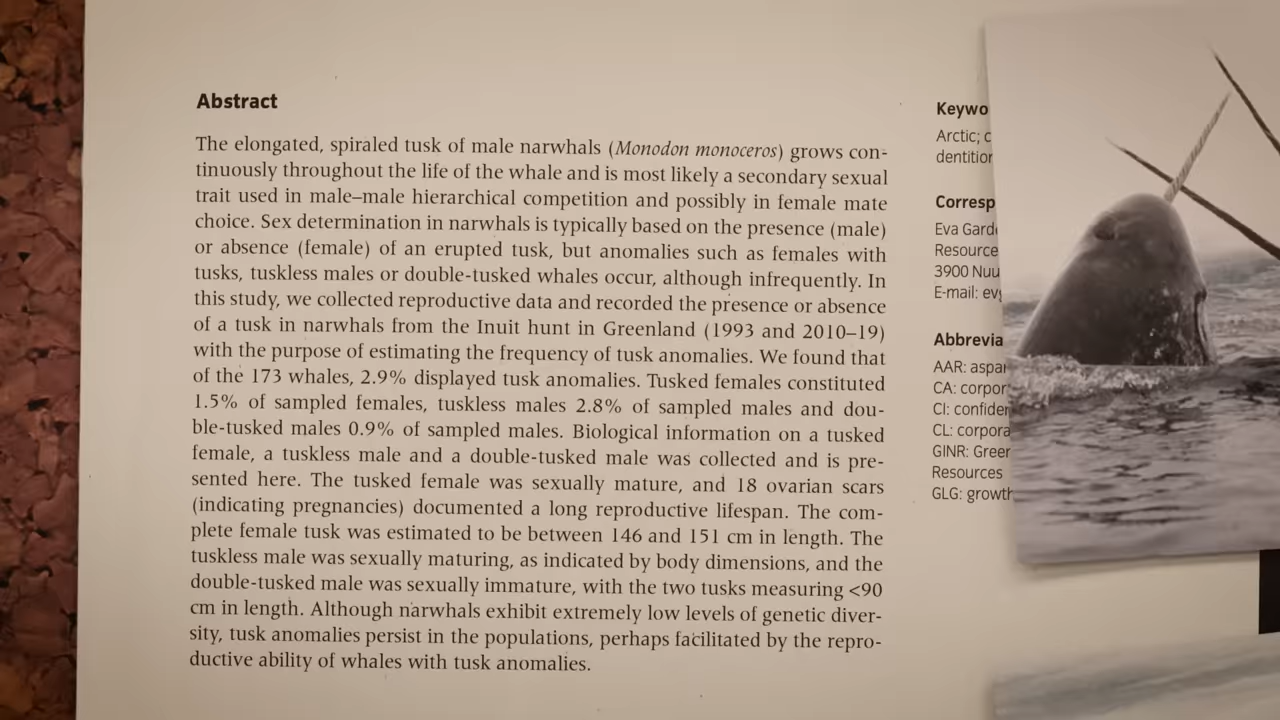 Abstract
The elongated, spiraled tusk of male narwhals (Monodon monoceros) grows con-
tinuously throughout the life of the whale and is most likely a secondary sexual
trait used in male–male hierarchical competition and possibly in female mate
choice. Sex determination in narwhals is typically based on the presence (male)
or absence (female) of an erupted tusk, but anomalies such as females with
tusks, tuskless males or double-tusked whales occur, although infrequently. In
this study, we collected reproductive data and recorded the presence or absence
of a tusk in narwhals from the Inuit hunt in Greenland (1993 and 2010–19)
with the purpose of estimating the frequency of tusk anomalies. We found that
of the 173 whales, 2.9% displayed tusk anomalies. Tusked females constituted
1.5% of sampled females, tuskless males 2.8% of sampled males and dou-
ble-tusked males 0.9% of sampled males. Biological information on a tusked
female, a tuskless male and a double-tusked male was collected and is pre-
sented here. The tusked female was sexually mature, and 18 ovarian scars
(indicating pregnancies) documented a long reproductive lifespan. The com-
plete female tusk was estimated to be between 146 and 151 cm in length. The
tuskless male was sexually maturing, as indicated by body dimensions, and the
double-tusked male was sexually immature, with the two tusks measuring <90
cm in length. Although narwhals exhibit extremely low levels of genetic diver-
sity, tusk anomalies persist in the populations, perhaps facilitated by the repro-
ductive ability of whales with tusk anomalies.
Keywo
Arctic; c
dentition
Corresp
Eva Gard
Resource
3900 Nuu
E-mail: ev
Abbrevia
AAR: aspar
CA: corpor
CI: confiden
CL: corpora
GINR: Green
Resources
GLG: growth